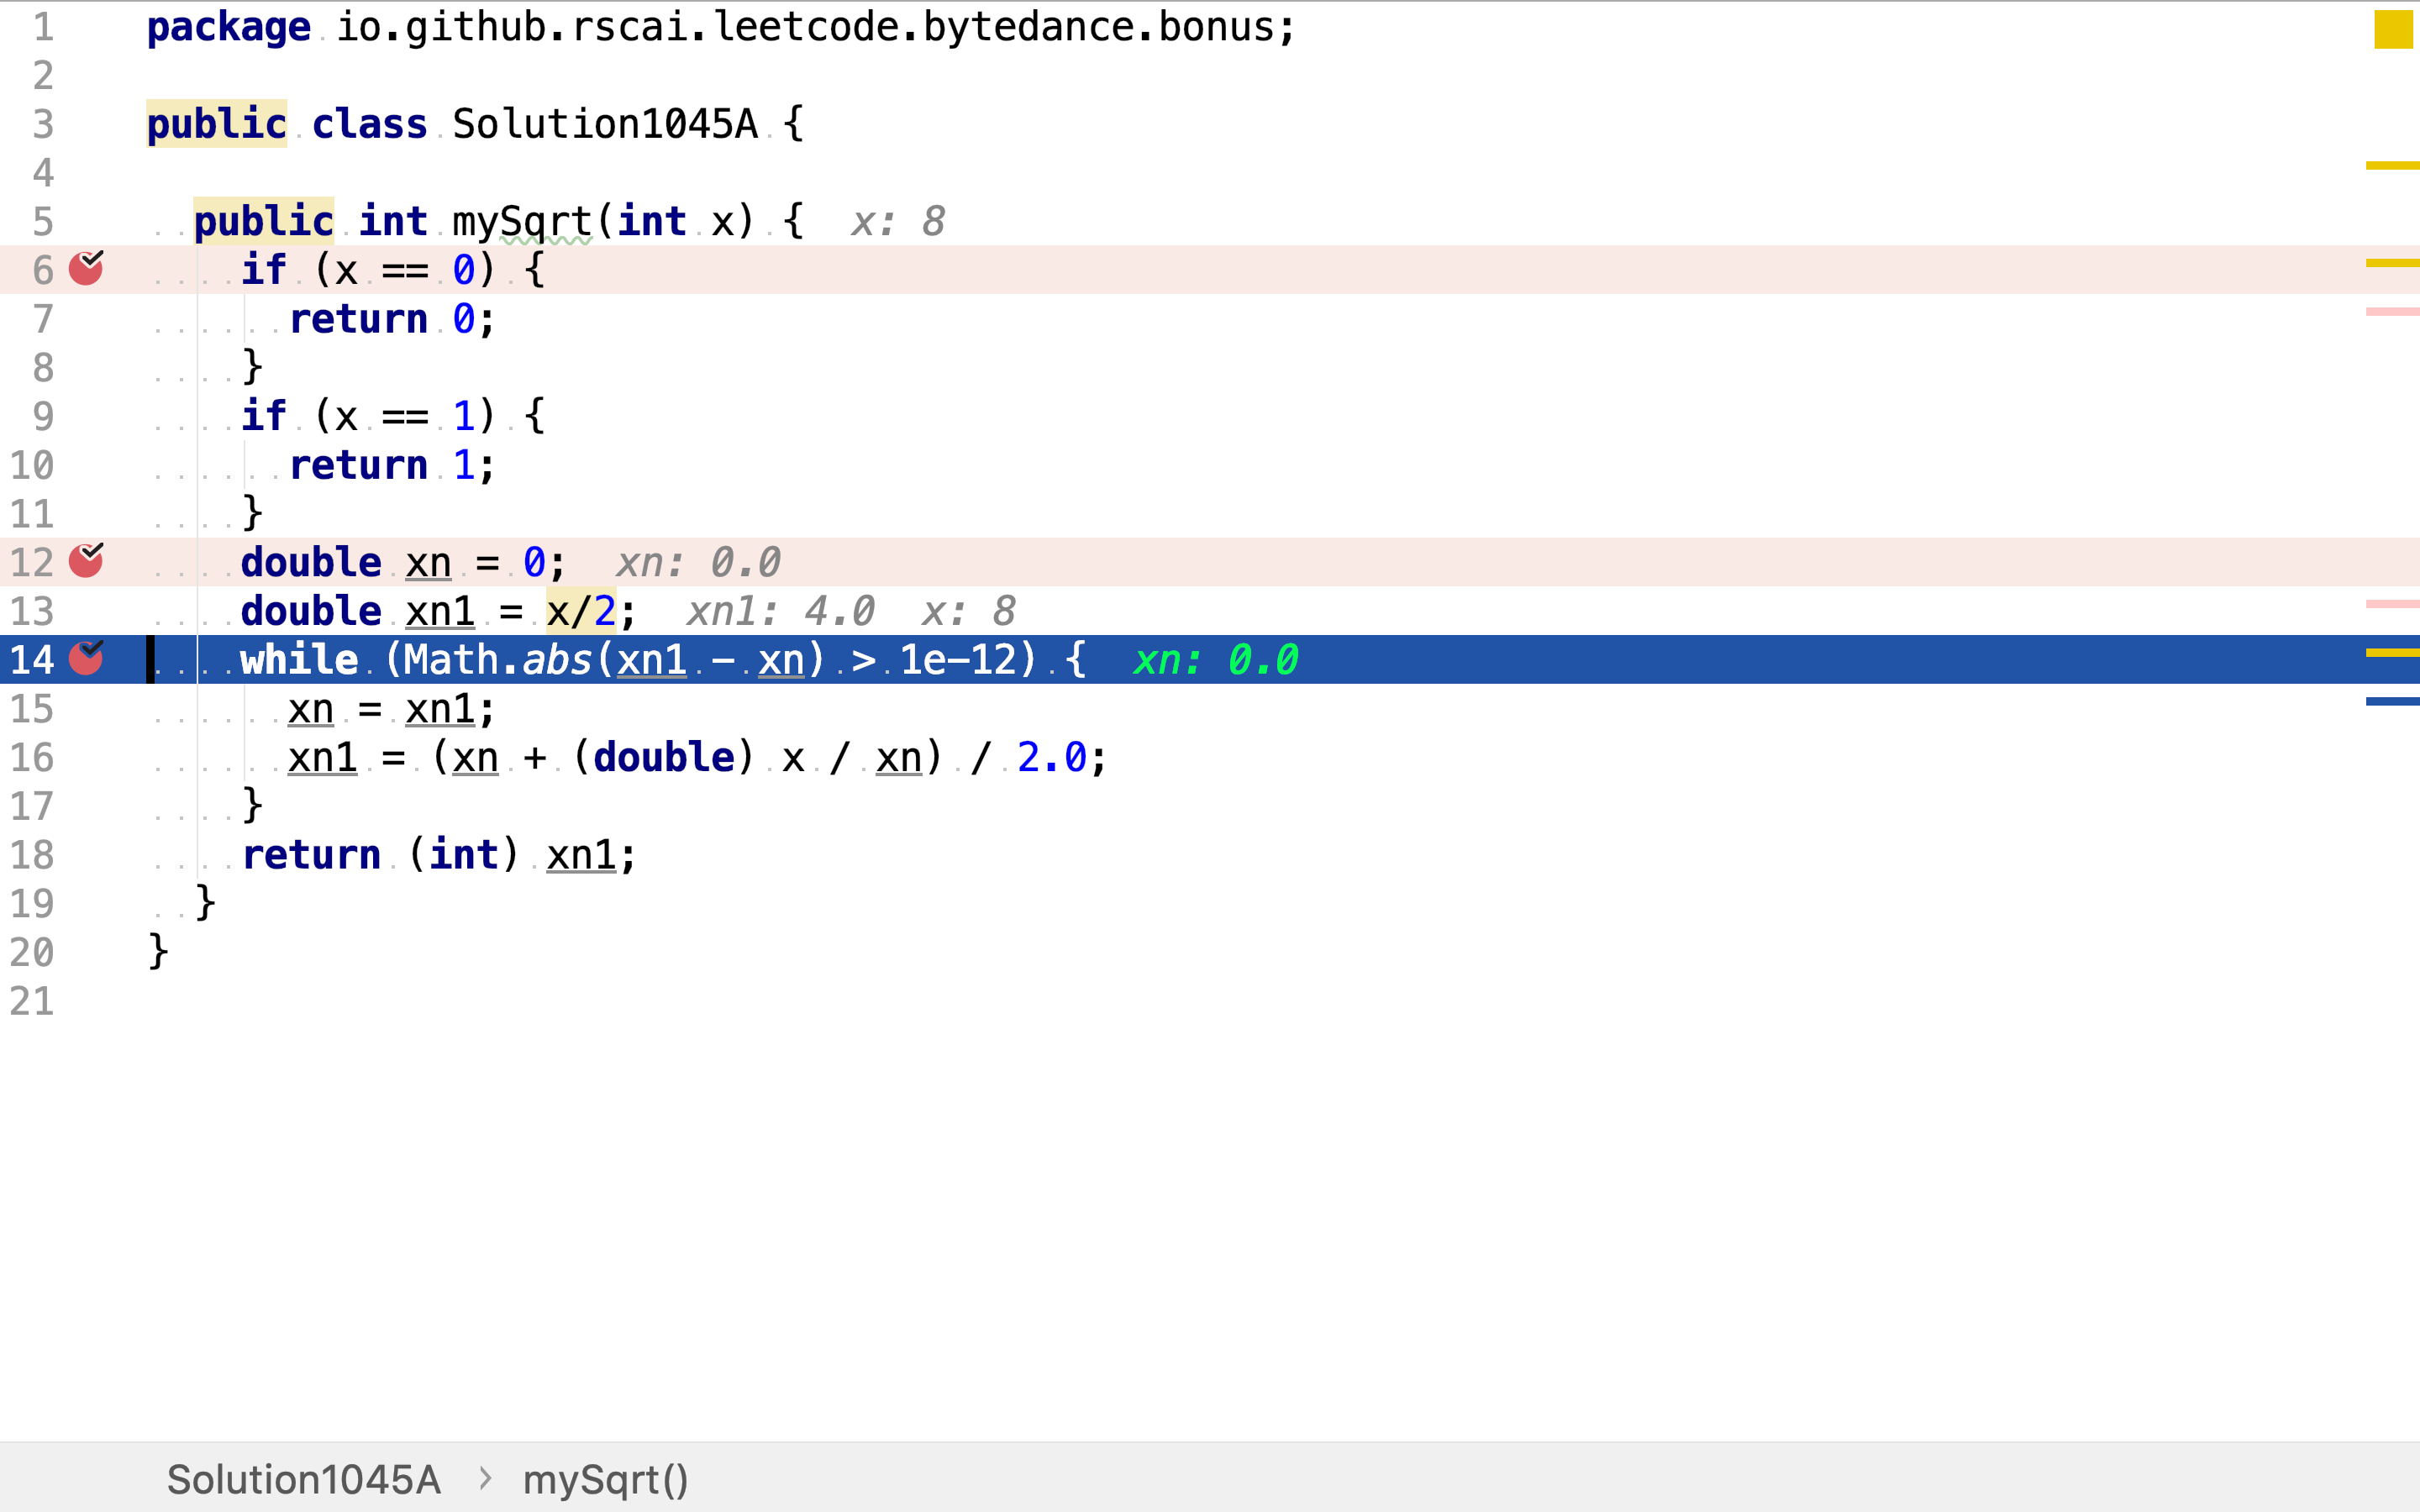 1 package io.github.rscai.leetcode.bytedance.bonus;
2
3 public class Solution1045A {
4
5 public int mySqrt(int x) { x: 8
6 if (x == 0) {
7 return 0;
8 }
9 if (x == 1) {
10 return 1;
11 }
12 double xn = 0; xn: 0.0
13 double xn1 = x/2; xn1: 4.0 x: 8
14 while (Math.abs(xn1 - xn) > 1e-12) { xn: 0.0
15 xn = xn1;
16 xn1 = (xn + (double) x / xn) / 2.0;
17 }
18 return (int) xn1;
19 }
20 }
21
Solution1045A > mySqrt()